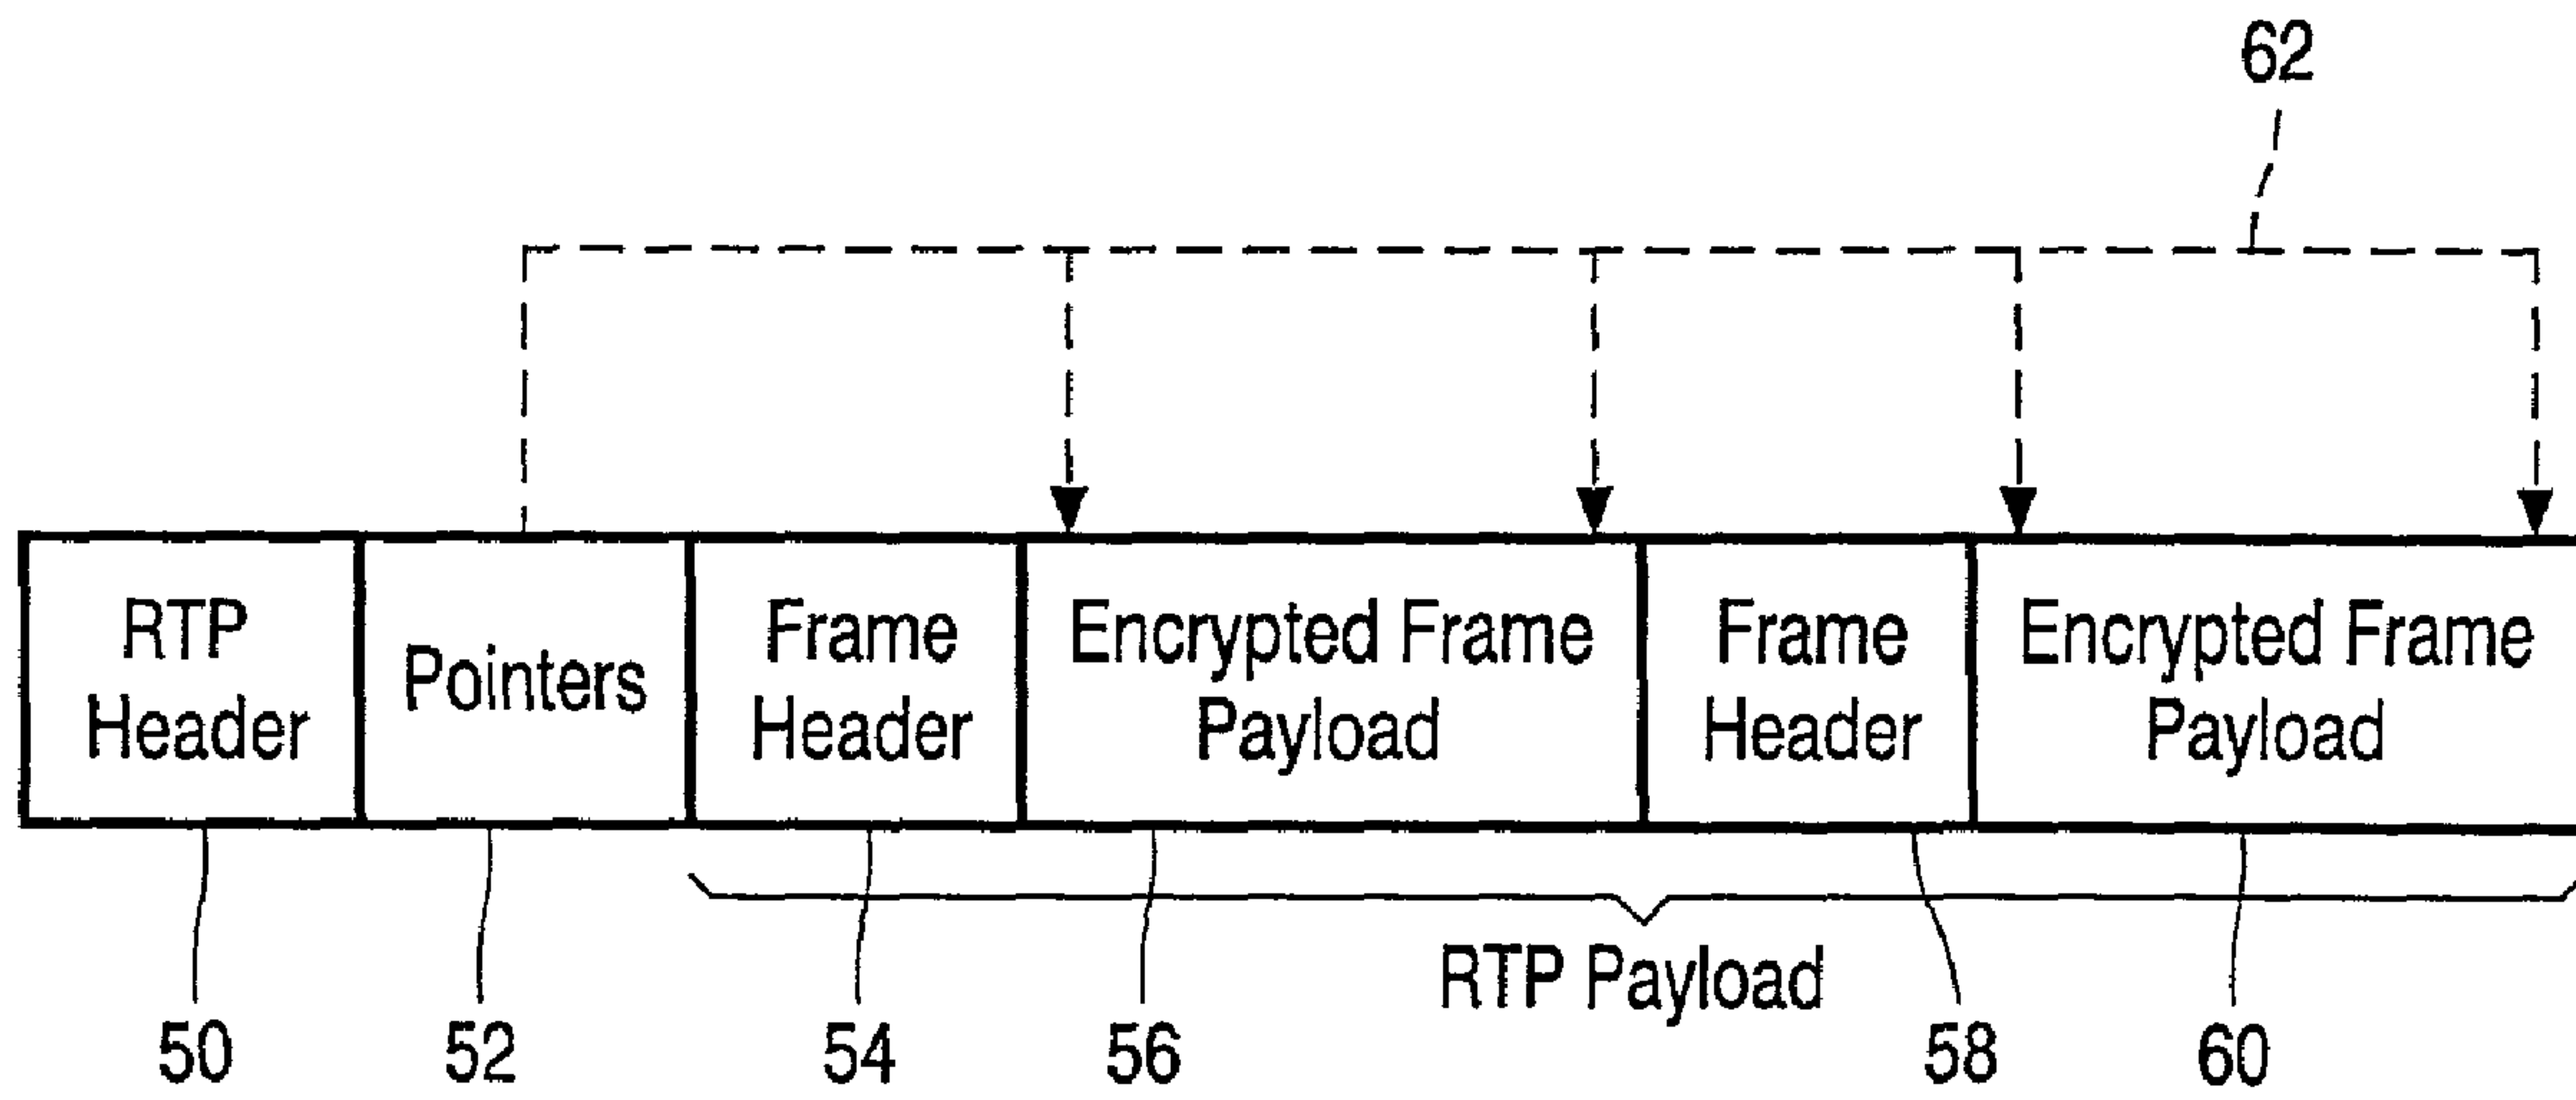 62
RTP
Header
Pointers
Frame
Header
Encrypted Frame
Payload
Frame
Header
Encrypted Frame
Payload
RTP Payload
50
52
54
56
58
60